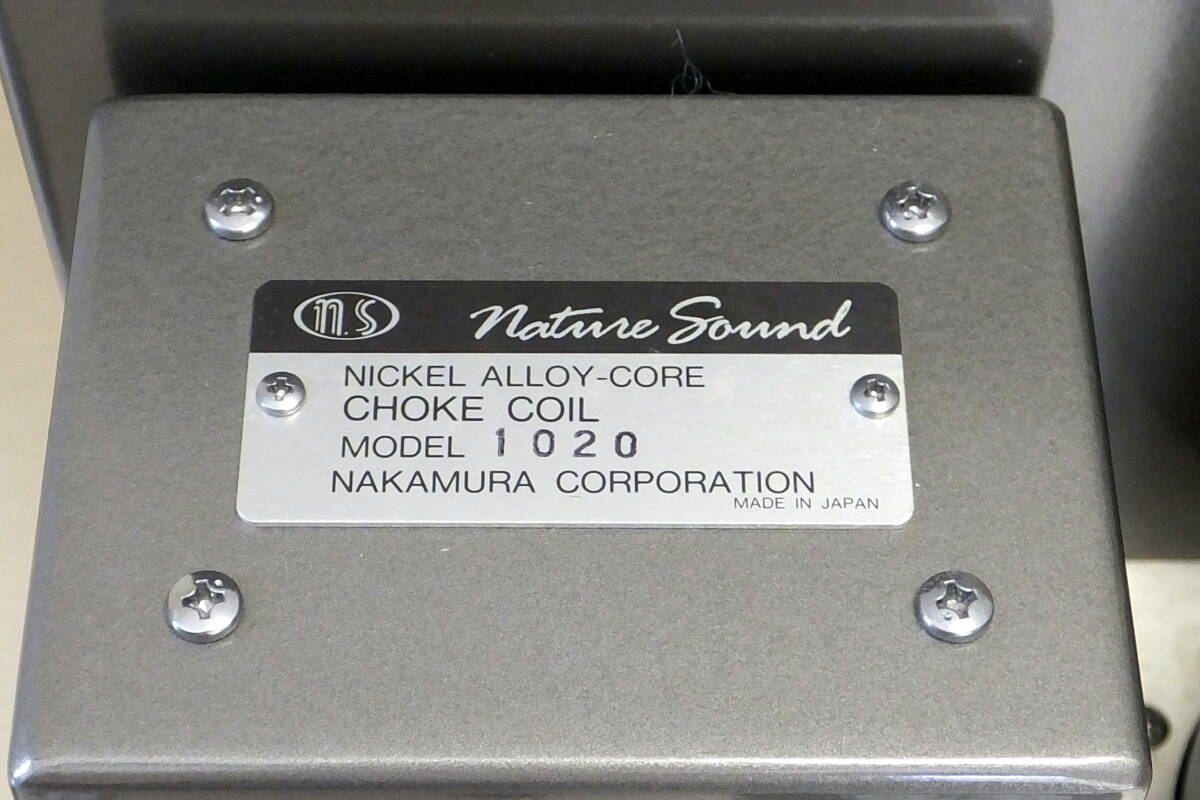 n.s Nature Sound
NICKEL ALLOY-CORE
CHOKE COIL
MODEL 1020
NAKAMURA CORPORATION
MADE IN JAPAN